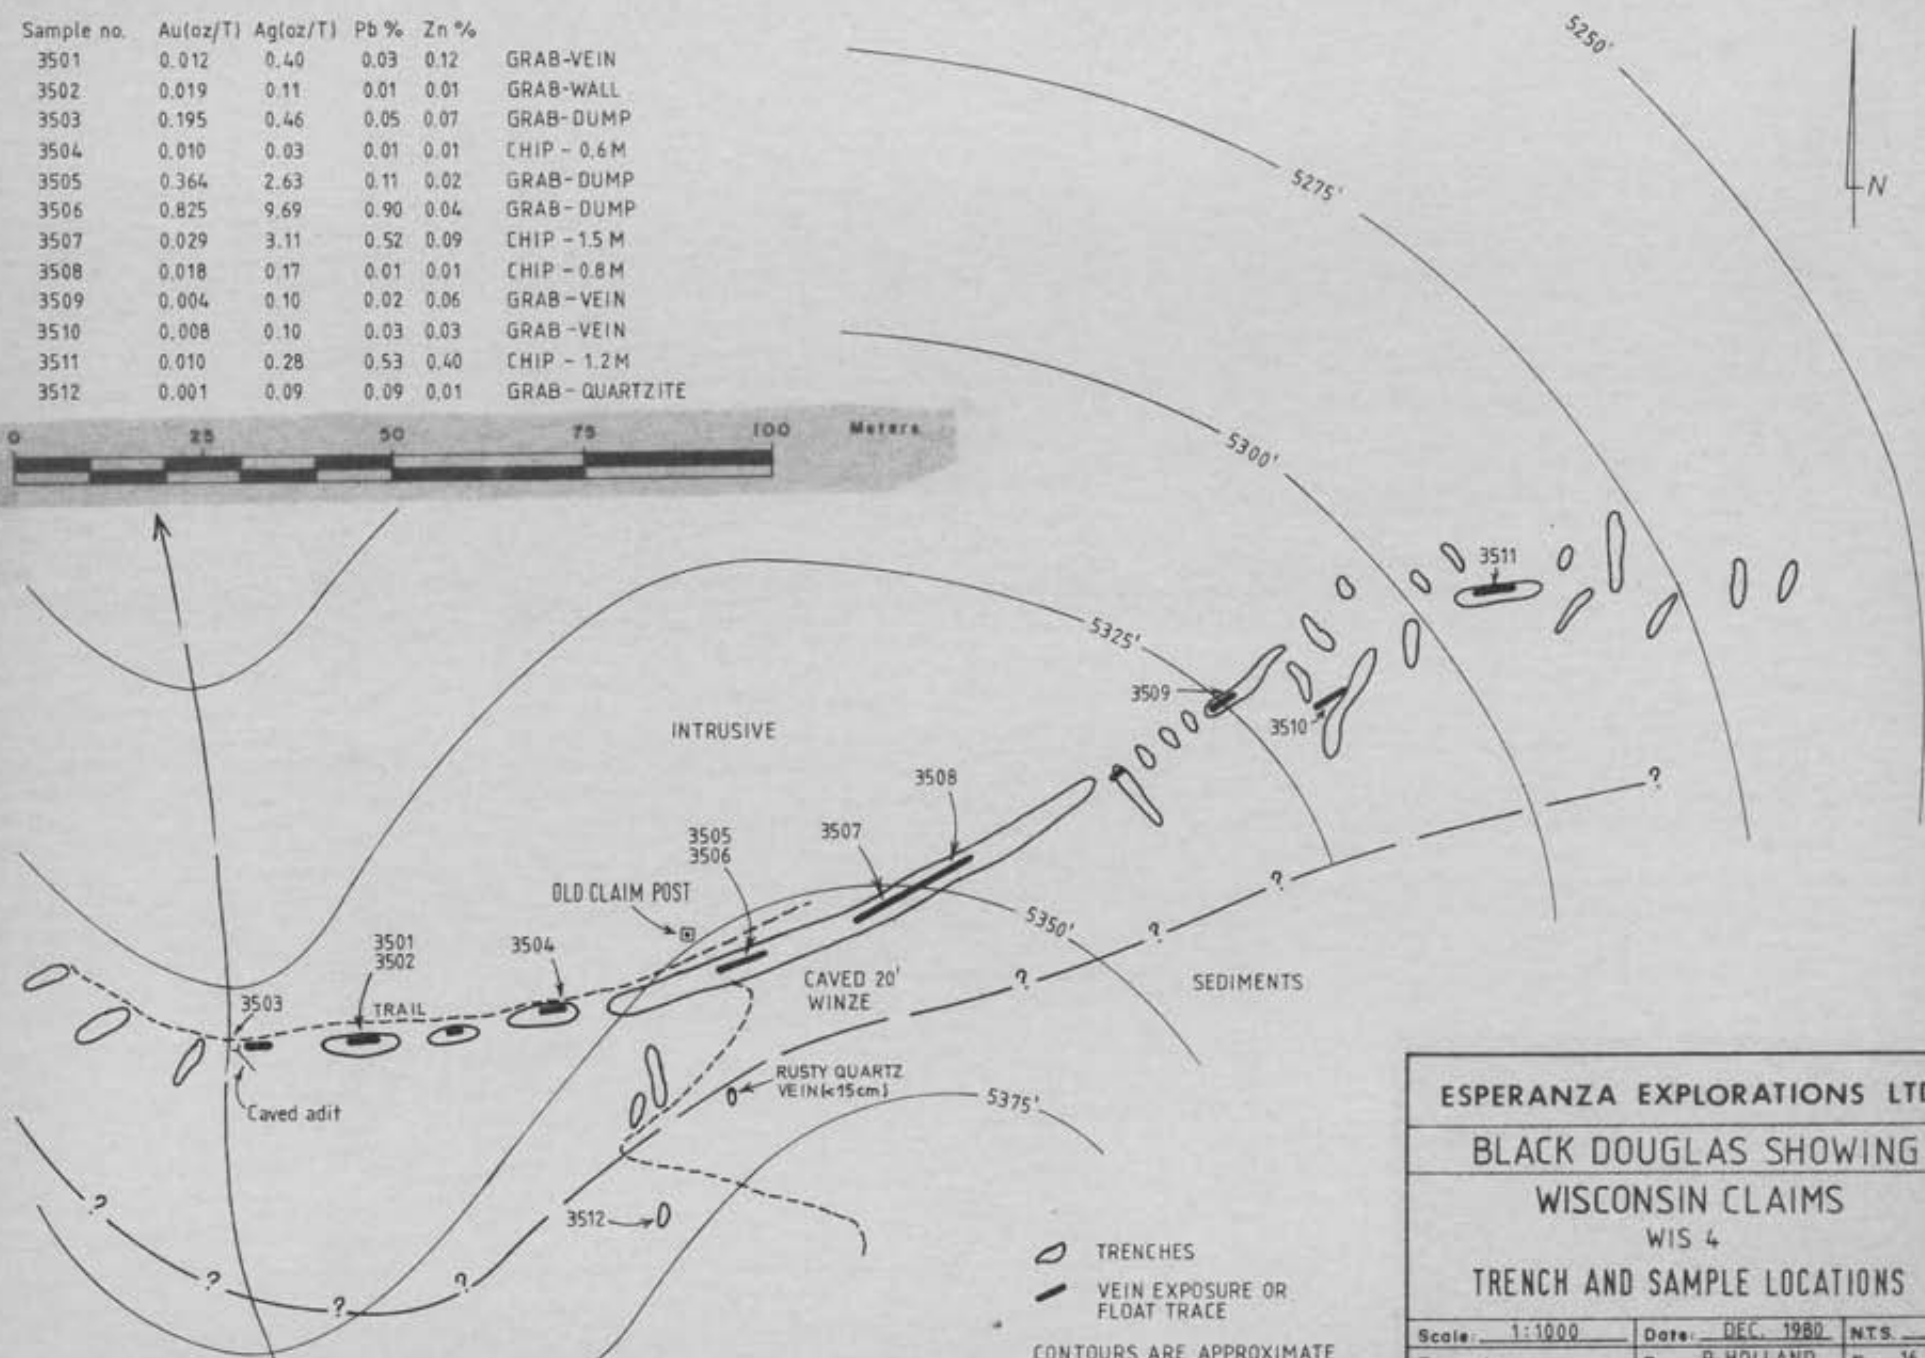 Sample no. Au(oz/T) Ag(oz/T) Pb % Zn %
3501 0.012 0.40 0.03 0.12 GRAB-VEIN
3502 0.019 0.11 0.01 0.01 GRAB-WALL
3503 0.195 0.46 0.05 0.07 GRAB-DUMP
3504 0.010 0.03 0.01 0.01 CHIP - 0.6 M
3505 0.364 2.63 0.11 0.02 GRAB-DUMP
3506 0.825 9.69 0.90 0.04 GRAB-DUMP
3507 0.029 3.11 0.52 0.09 CHIP - 1.5 M
3508 0.018 0.17 0.01 0.01 CHIP - 0.8 M
3509 0.004 0.10 0.02 0.06 GRAB-VEIN
3510 0.008 0.10 0.03 0.03 GRAB-VEIN
3511 0.010 0.28 0.53 0.40 CHIP - 1.2 M
3512 0.001 0.09 0.09 0.01 GRAB-QUARTZITE
0 25 50 75 100 Meters
5250'
5275'
N
5300'
3511
5325'
3509
3510
INTRUSIVE
3508
?
3507
3505
3506
OLD CLAIM POST
?
5350'
?
3501
3502
3504
CAVED 20'
WINZE
?
SEDIMENTS
3503
TRAIL
RUSTY QUARTZ
VEIN (<15cm)
5375'
Caved adit
?
3512
?
?
?
TRENCHES
VEIN EXPOSURE OR
FLOAT TRACE
CONTOURS ARE APPROXIMATE
ESPERANZA EXPLORATIONS LTD
BLACK DOUGLAS SHOWING
WISCONSIN CLAIMS
WIS 4
TRENCH AND SAMPLE LOCATIONS
Scale: 1:1000 Date: DEC. 1980 N.T.S.
HOLLAND 16